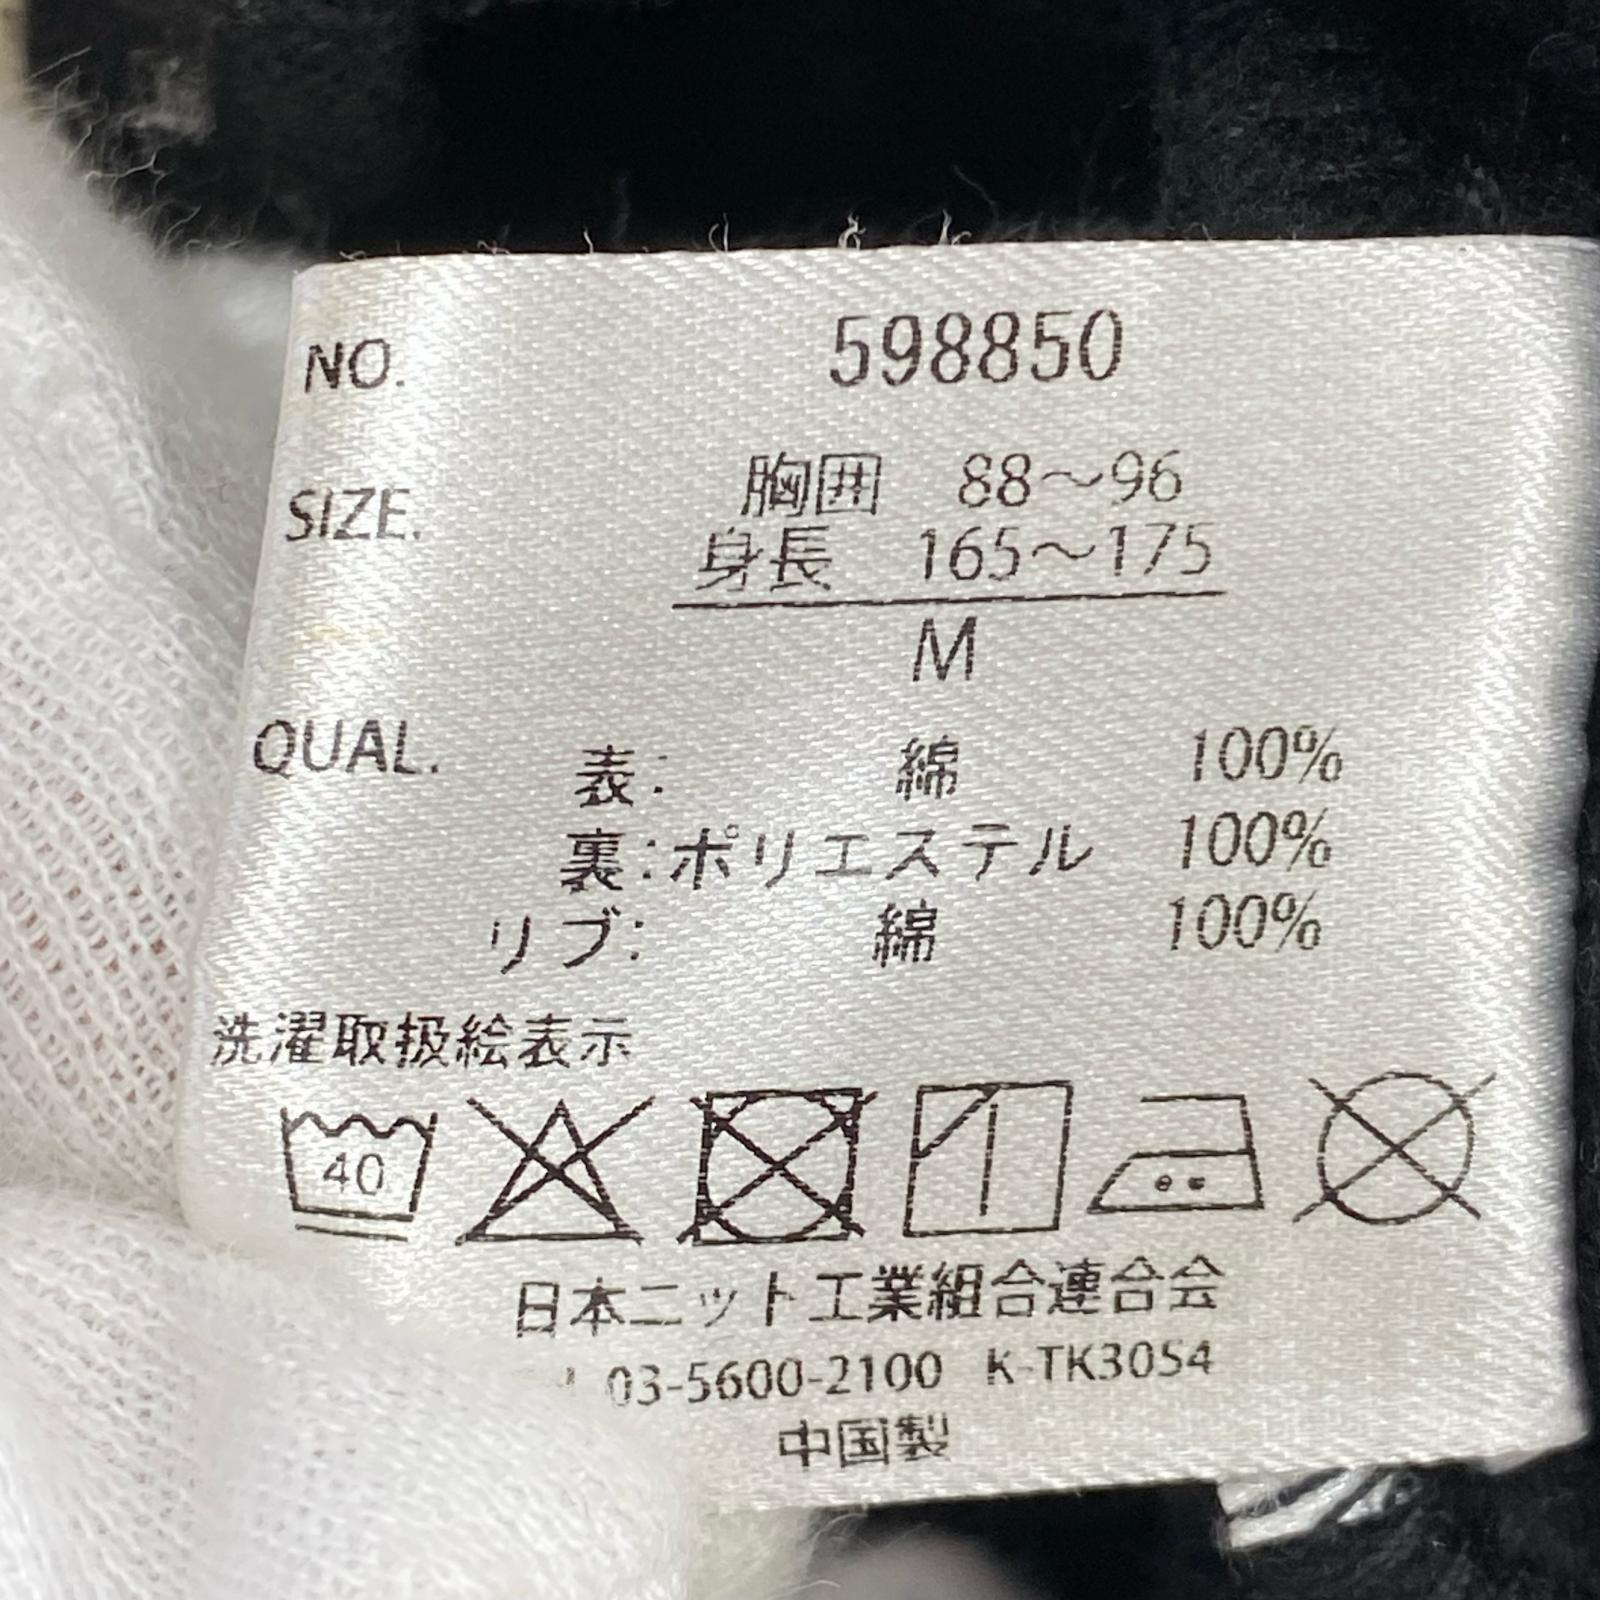 NO. 598850
SIZE. 胸囲 88～96
身長 165～175
M
QUAL. 表: 綿 100%
裏:ポリエステル 100%
リブ: 綿 100%
洗濯取扱絵表示
40
日本ニット工業組合連合会
03-5600-2100 K-TK3054
中国製